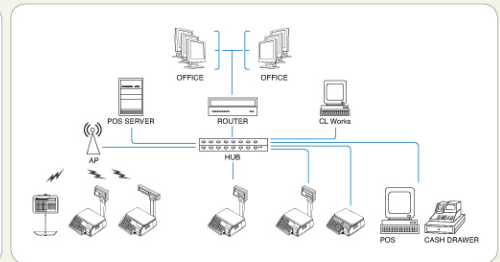 OFFICE OFFICE
POS SERVER ROUTER CL Works
AP HUB
POS CASH DRAWER